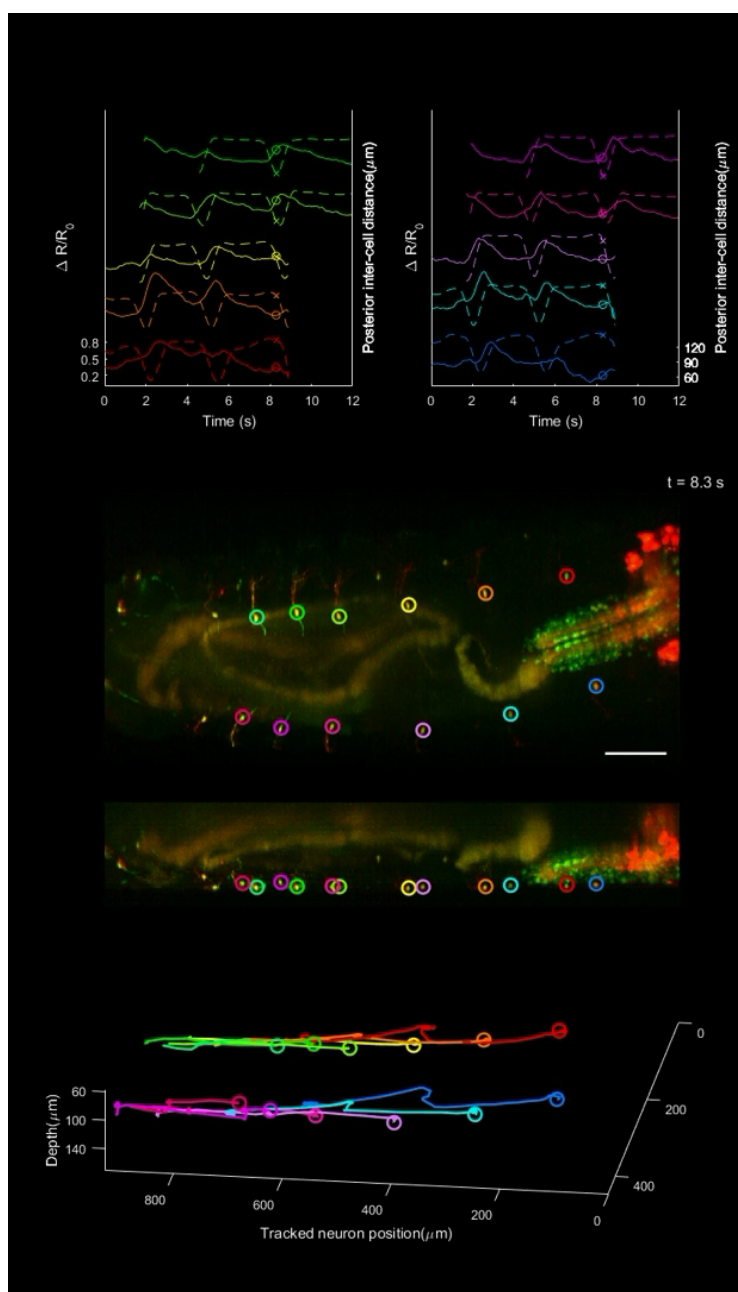 Δ R/R0
0.8
0.5
0.2
0 2 4 6 8 10 12
Time (s)
Posterior inter-cell distance(μm)
Δ R/R0
0 2 4 6 8 10 12
Time (s)
120
90
60
Posterior inter-cell distance(μm)
t = 8.3 s
60
100
140
Depth(μm)
800 600 400 200 0
Tracked neuron position(μm)
0
200
400